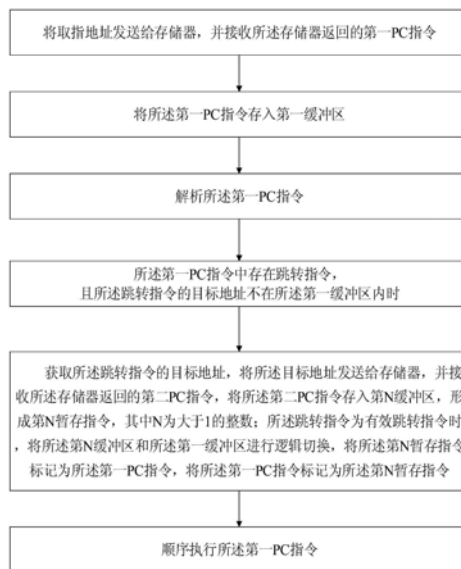 将取指地址发送给存储器，并接收所述存储器返回的第一PC指令
将所述第一PC指令存入第一缓冲区
解析所述第一PC指令
所述第一PC指令中存在跳转指令，
且所述跳转指令的目标地址不在所述第一缓冲区内时
获取所述跳转指令的目标地址，将所述目标地址发送给存储器，并接
收所述存储器返回的第二PC指令，将所述第二PC指令存入第N缓冲区，形
成第N暂存指令，其中N为大于1的整数；所述跳转指令为有效跳转指令时
，将所述第N缓冲区和所述第一缓冲区进行逻辑切换，将所述第N暂存指令
标记为所述第一PC指令，将所述第一PC指令标记为所述第N暂存指令
顺序执行所述第一PC指令